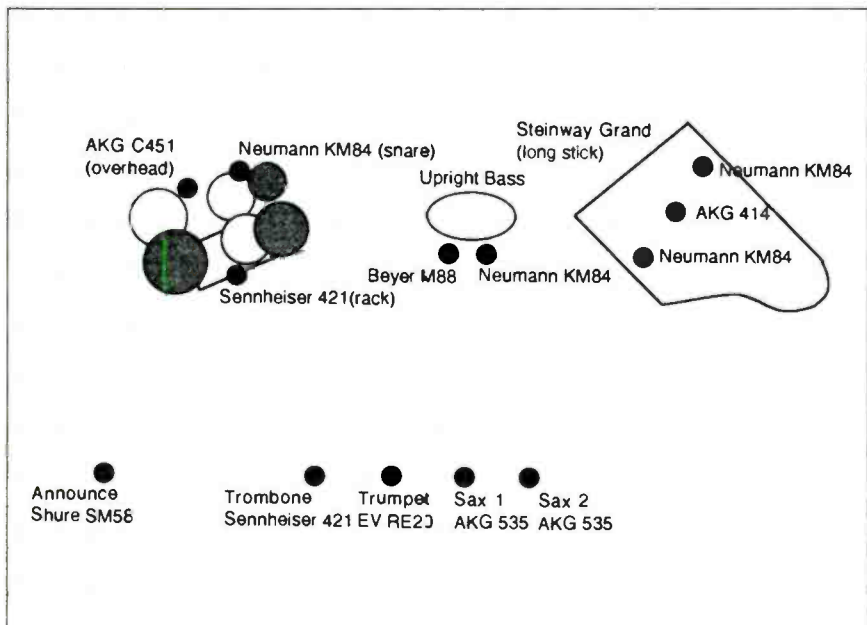 AKG C451
(overhead)
Neumann KM84 (snare)
Steinway Grand
(long stick)
Upright Bass
Neumann KM84
AKG 414
Neumann KM84
Beyer M88
Neumann KM84
Sennheiser 421(rack)
Announce
Shure SM58
Trombone
Sennheiser 421
Trumpet
EV RE20
Sax 1
AKG 535
Sax 2
AKG 535